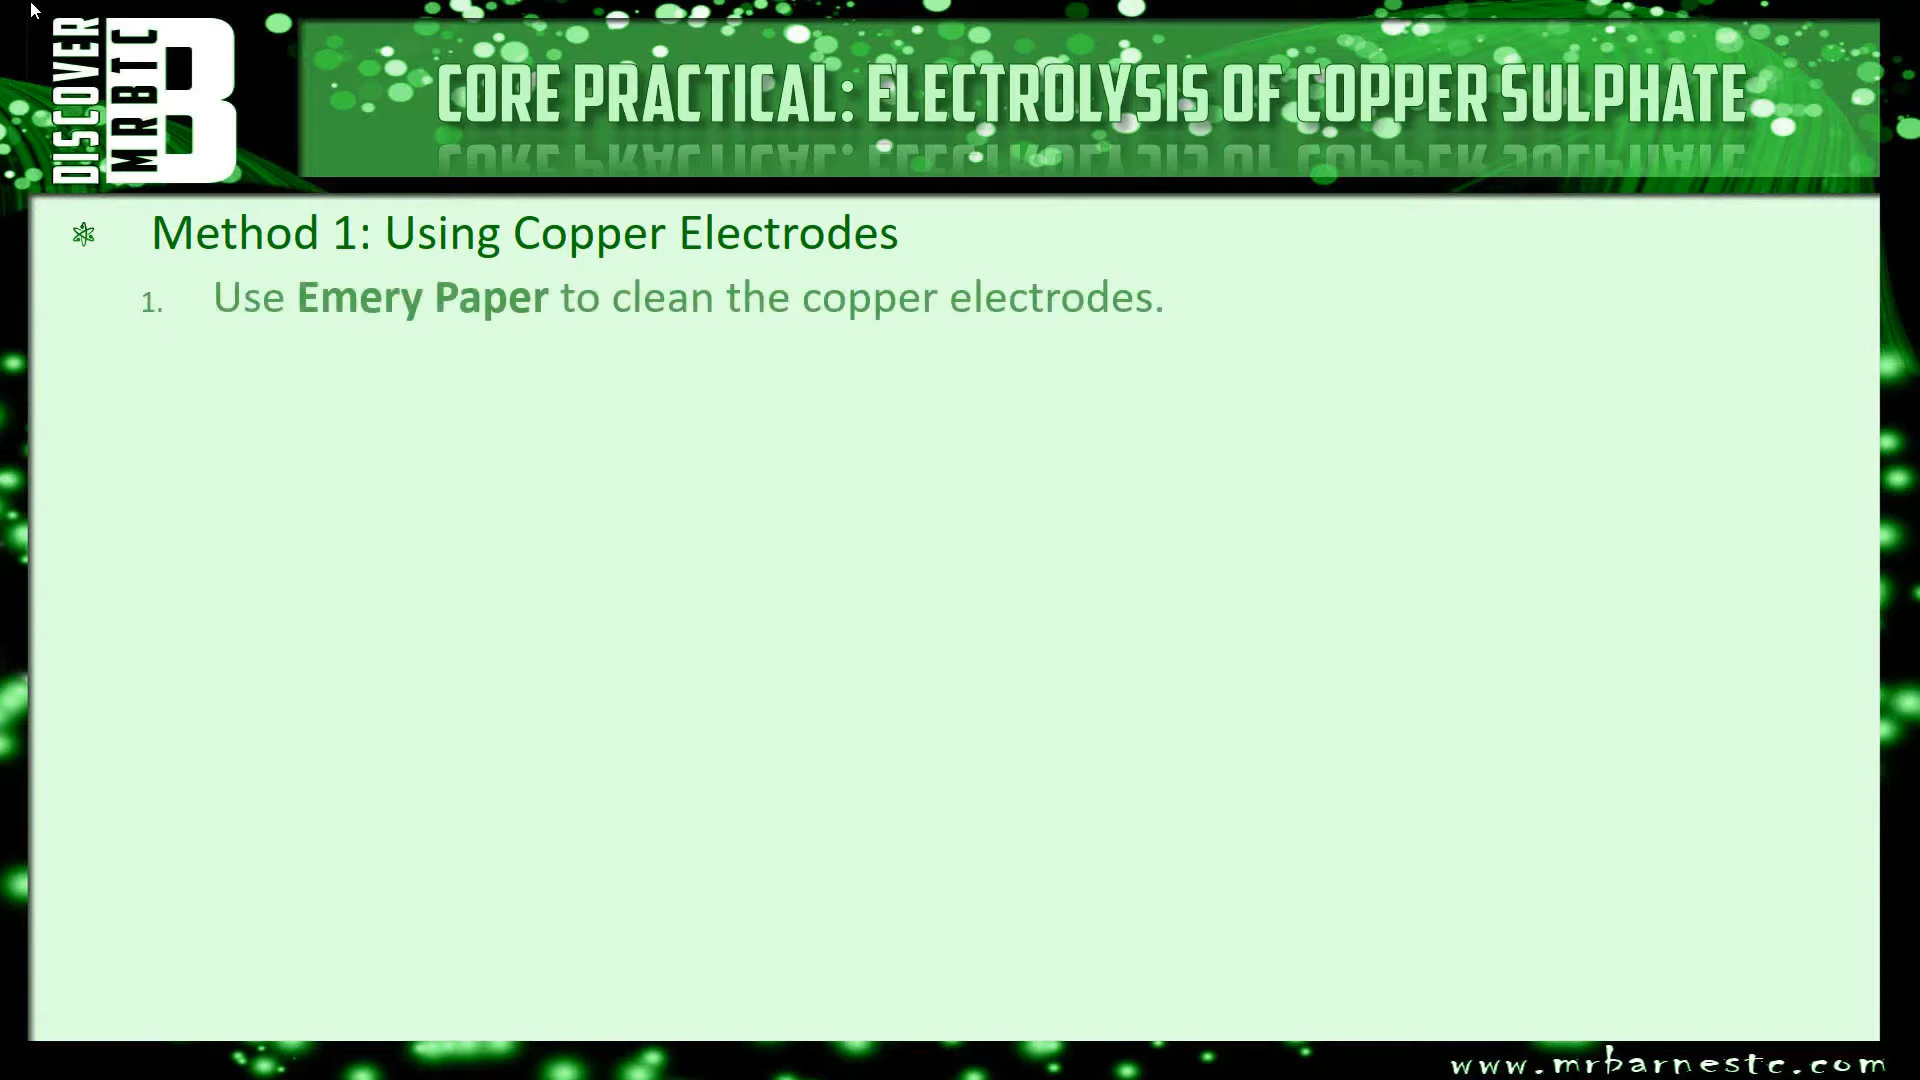 DISCOVER
MRBTC
B
CORE PRACTICAL: ELECTROLYSIS OF COPPER SULPHATE
Method 1: Using Copper Electrodes
1. Use Emery Paper to clean the copper electrodes.
www.mrbarnestc.com